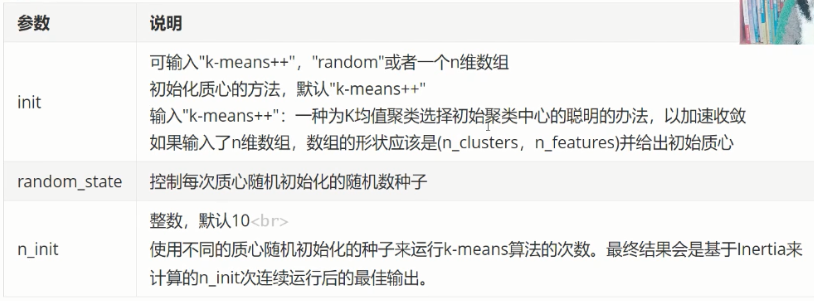 参数 说明
init
可输入"k-means++"，"random"或者一个n维数组
初始化质心的方法，默认"k-means++"
输入"k-means++"：一种为K均值聚类选择初始聚类中心的聪明的办法，以加速收敛
如果输入了n维数组，数组的形状应该是(n_clusters，n_features)并给出初始质心
random_state 控制每次质心随机初始化的随机数种子
n_init
整数，默认10<br>
使用不同的质心随机初始化的种子来运行k-means算法的次数。最终结果会是基于Inertia来
计算的n_init次连续运行后的最佳输出。